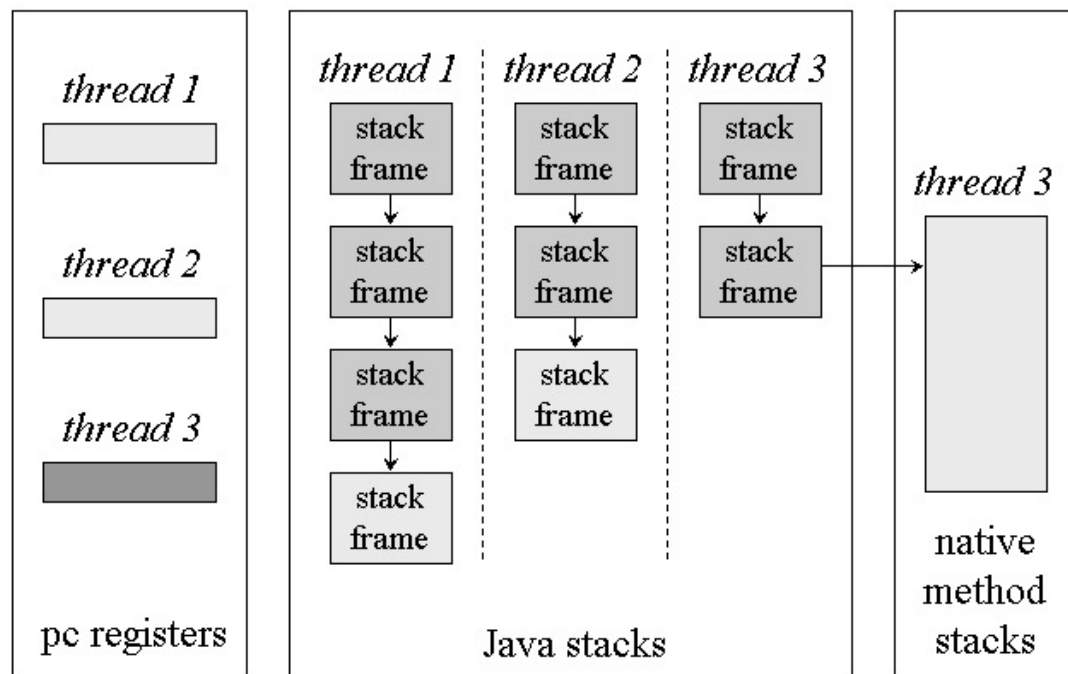 thread 1
thread 2
thread 3
pc registers
thread 1
stack
frame
stack
frame
stack
frame
stack
frame
thread 2
stack
frame
stack
frame
stack
frame
thread 3
stack
frame
stack
frame
Java stacks
thread 3
native
method
stacks